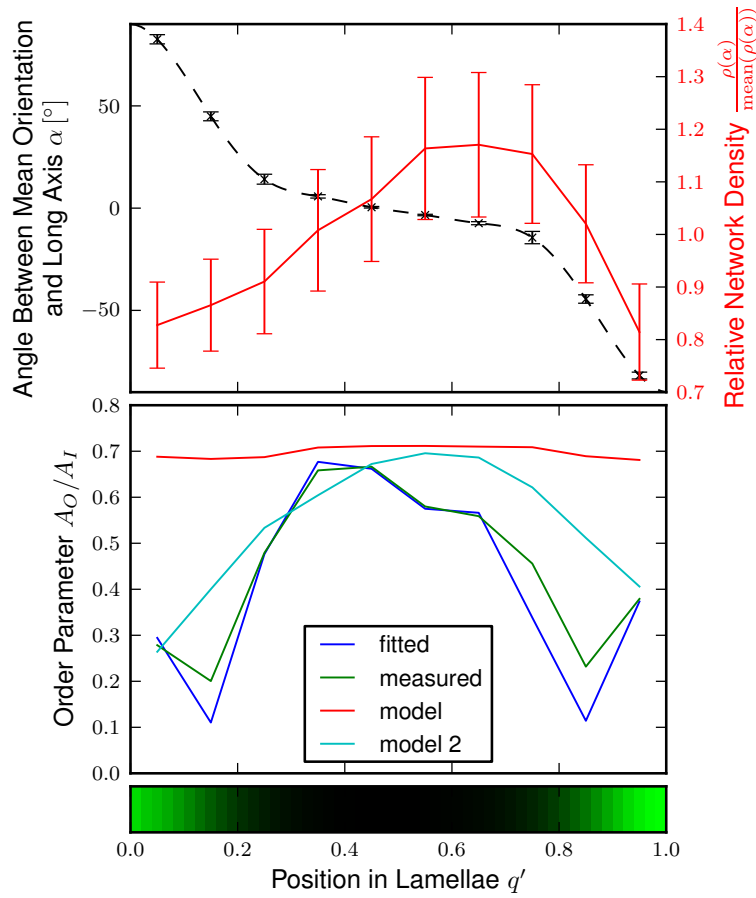 Angle Between Mean Orientation
and Long Axis α [°]
50
0
−50
1.4
1.3
1.2
1.1
1.0
0.9
0.8
0.7
Relative Network Density ρ(α)/mean(ρ(α))
Order Parameter A_O/A_I
0.8
0.7
0.6
0.5
0.4
0.3
0.2
0.1
0.0
fitted
measured
model
model 2
0.0 0.2 0.4 0.6 0.8 1.0
Position in Lamellae q′